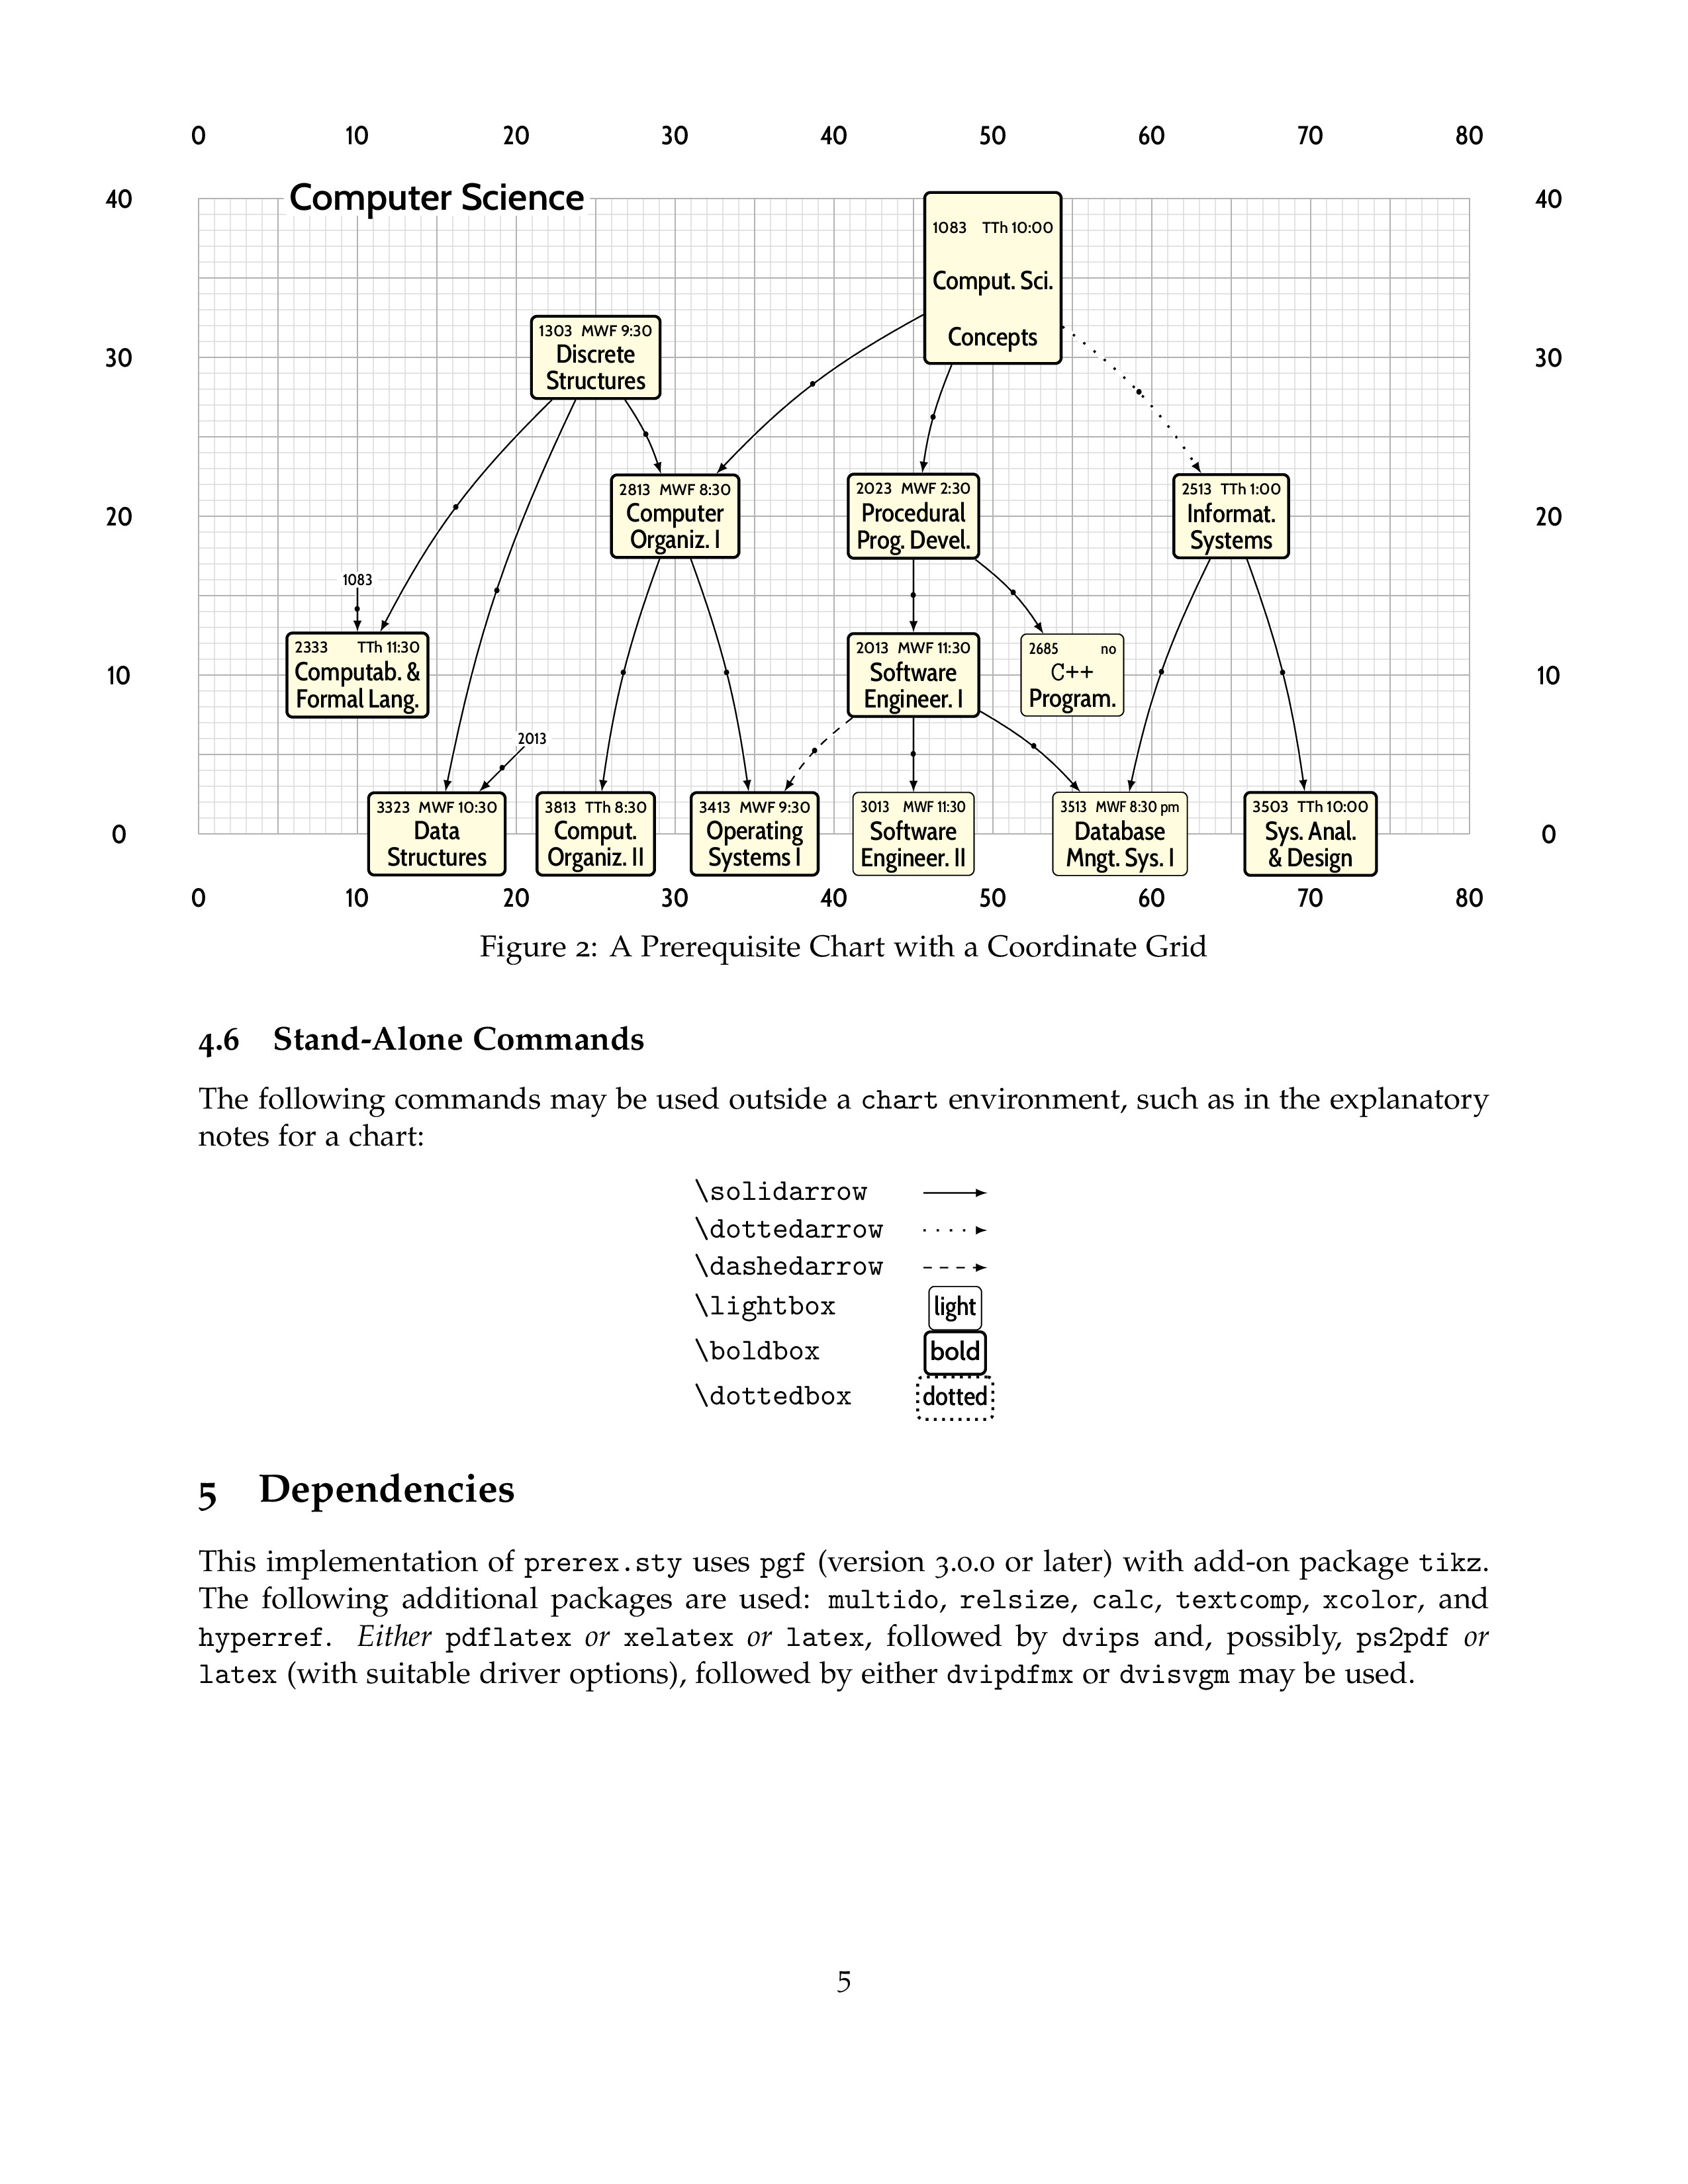 0 10 20 30 40 50 60 70 80
40 Computer Science 40
1083 TTh 10:00
Comput. Sci.
Concepts
1303 MWF 9:30
Discrete
Structures
30 30
2813 MWF 8:30
Computer
Organiz. I
2023 MWF 2:30
Procedural
Prog. Devel.
2513 TTh 1:00
Informat.
Systems
20 20
1083
2333 TTh 11:30
Computab. &
Formal Lang.
2013 MWF 11:30
Software
Engineer. I
2685 no
C++
Program.
10 10
2013
3323 MWF 10:30
Data
Structures
3813 TTh 8:30
Comput.
Organiz. II
3413 MWF 9:30
Operating
Systems I
3013 MWF 11:30
Software
Engineer. II
3513 MWF 8:30 pm
Database
Mngt. Sys. I
3503 TTh 10:00
Sys. Anal.
& Design
0 0
0 10 20 30 40 50 60 70 80
Figure 2: A Prerequisite Chart with a Coordinate Grid
4.6 Stand-Alone Commands
The following commands may be used outside a chart environment, such as in the explanatory
notes for a chart:
\solidarrow
\dottedarrow
\dashedarrow
\lightbox light
\boldbox bold
\dottedbox dotted
5 Dependencies
This implementation of prerex.sty uses pgf (version 3.0.0 or later) with add-on package tikz.
The following additional packages are used: multido, relsize, calc, textcomp, xcolor, and
hyperref. Either pdflatex or xelatex or latex, followed by dvips and, possibly, ps2pdf or
latex (with suitable driver options), followed by either dvipdfmx or dvisvgm may be used.
5